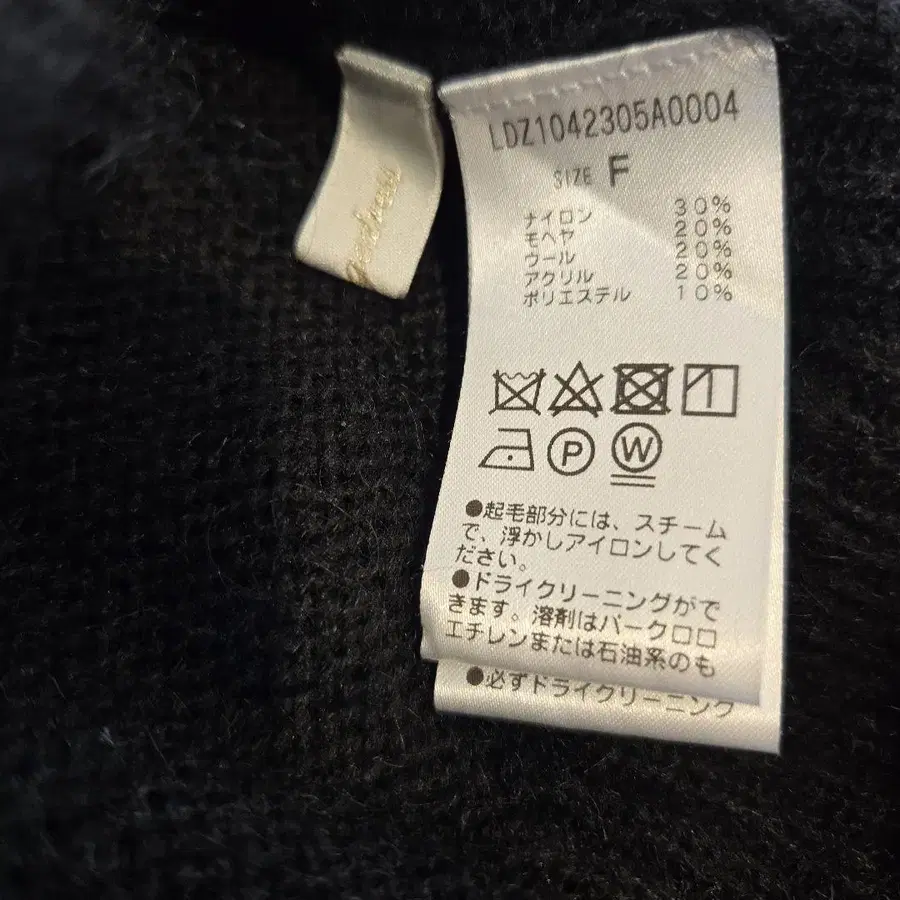 LDZ1042305A0004
SIZE F
ナイロン 30%
モヘヤ 20%
ウール 20%
アクリル 20%
ポリエステル 10%
P W
●起毛部分には、スチーム
で、浮かしアイロンしてく
ださい。
●ドライクリーニングがで
きます。溶剤はパークロロ
エチレンまたは石油系のも
●必ずドライクリーニング